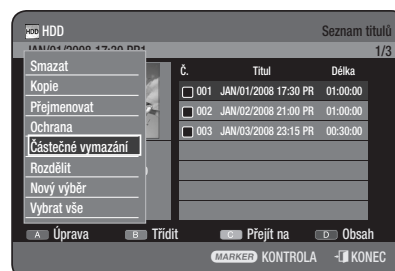 HDD HDD Seznam titulů
JAN/01/2008 17:30 PR1 1/3
Smazat
Kopie
Přejmenovat
Ochrana
Částečné vymazání
Rozdělit
Nový výběr
Vybrat vše
Č. Titul Délka
001 JAN/01/2008 17:30 PR 01:00:00
002 JAN/02/2008 21:00 PR 01:00:00
003 JAN/03/2008 23:15 PR 00:30:00
A Úprava B Třídit C Přejít na D Obsah
MARKER KONTROLA KONEC